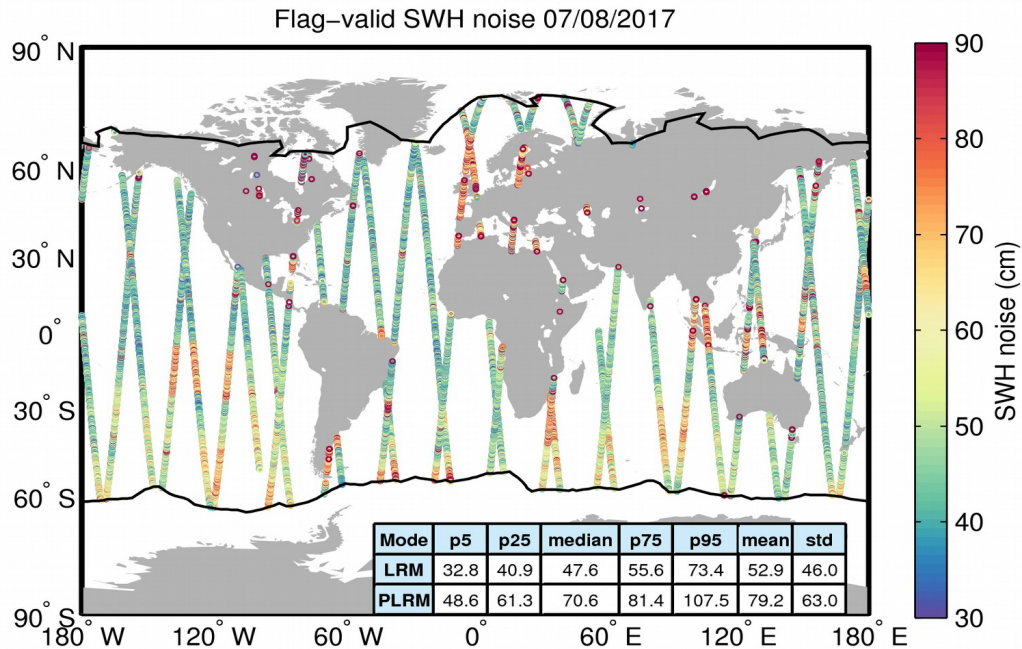 Flag−valid SWH noise 07/08/2017
90° N
60° N
30° N
0°
30° S
60° S
90° S
180° W
120° W
60° W
0°
60° E
120° E
180° E
Mode p5 p25 median p75 p95 mean std
LRM 32.8 40.9 47.6 55.6 73.4 52.9 46.0
PLRM 48.6 61.3 70.6 81.4 107.5 79.2 63.0
90
80
70
60
50
40
30
SWH noise (cm)